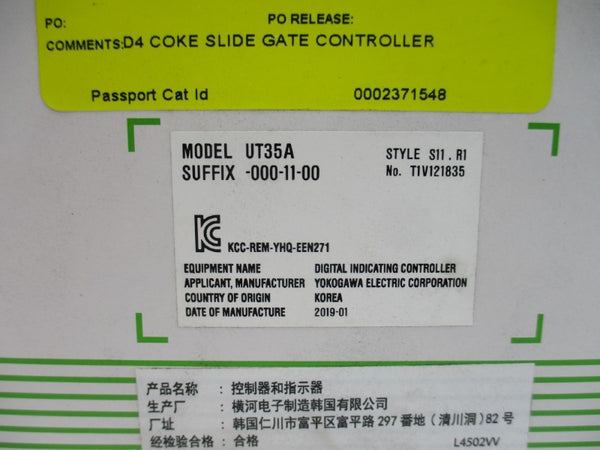 PO:
PO RELEASE:
COMMENTS:D4 COKE SLIDE GATE CONTROLLER
Passport Cat Id 0002371548
MODEL UT35A STYLE S11.R1
SUFFIX -000-11-00 No. T1V121835
KCC-REM-YHQ-EEN271
EQUIPMENT NAME DIGITAL INDICATING CONTROLLER
APPLICANT, MANUFACTURER YOKOGAWA ELECTRIC CORPORATION
COUNTRY OF ORIGIN KOREA
DATE OF MANUFACTURE 2019-01
产品名称 : 控制器和指示器
生产厂 : 横河电子制造韩国有限公司
厂址 : 韩国仁川市富平区富平路 297 番地 (清川洞) 82 号
经检验合格 : 合格 L4502VV